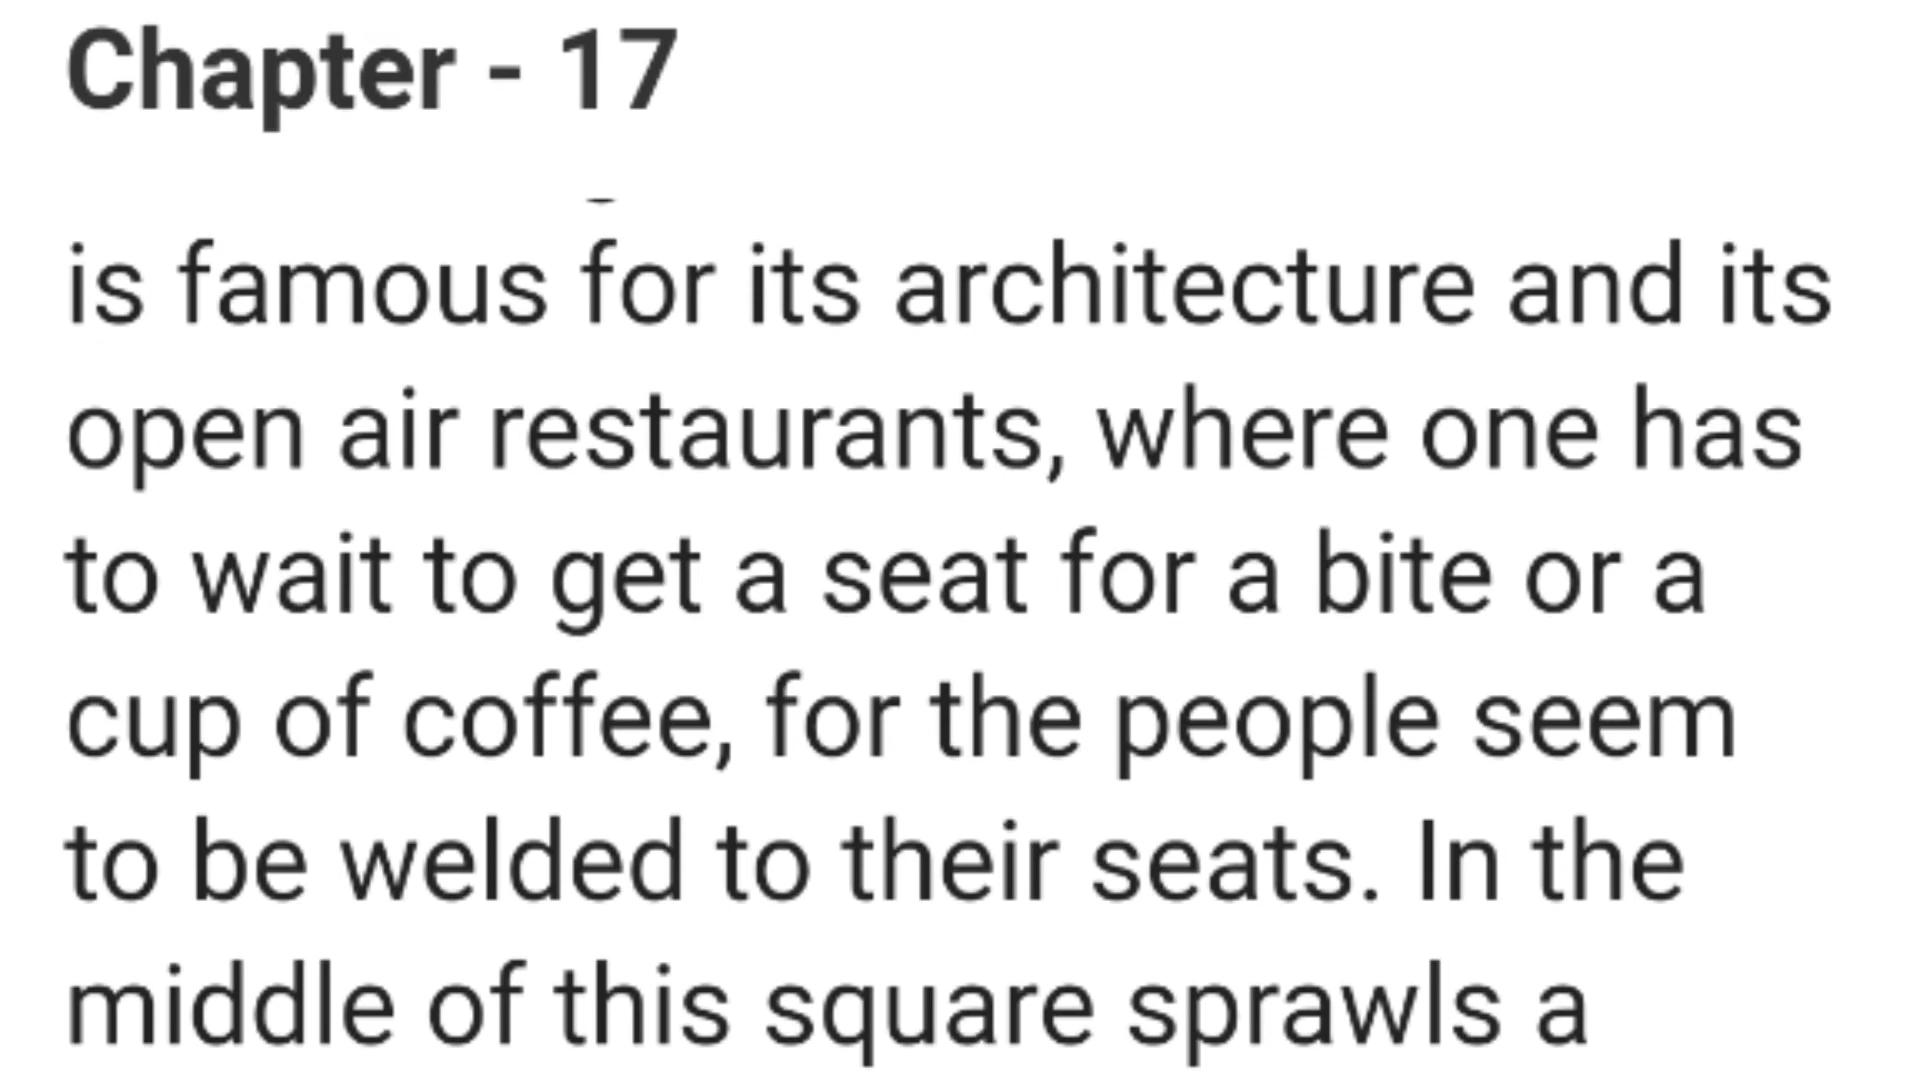 Chapter - 17
is famous for its architecture and its
open air restaurants, where one has
to wait to get a seat for a bite or a
cup of coffee, for the people seem
to be welded to their seats. In the
middle of this square sprawls a